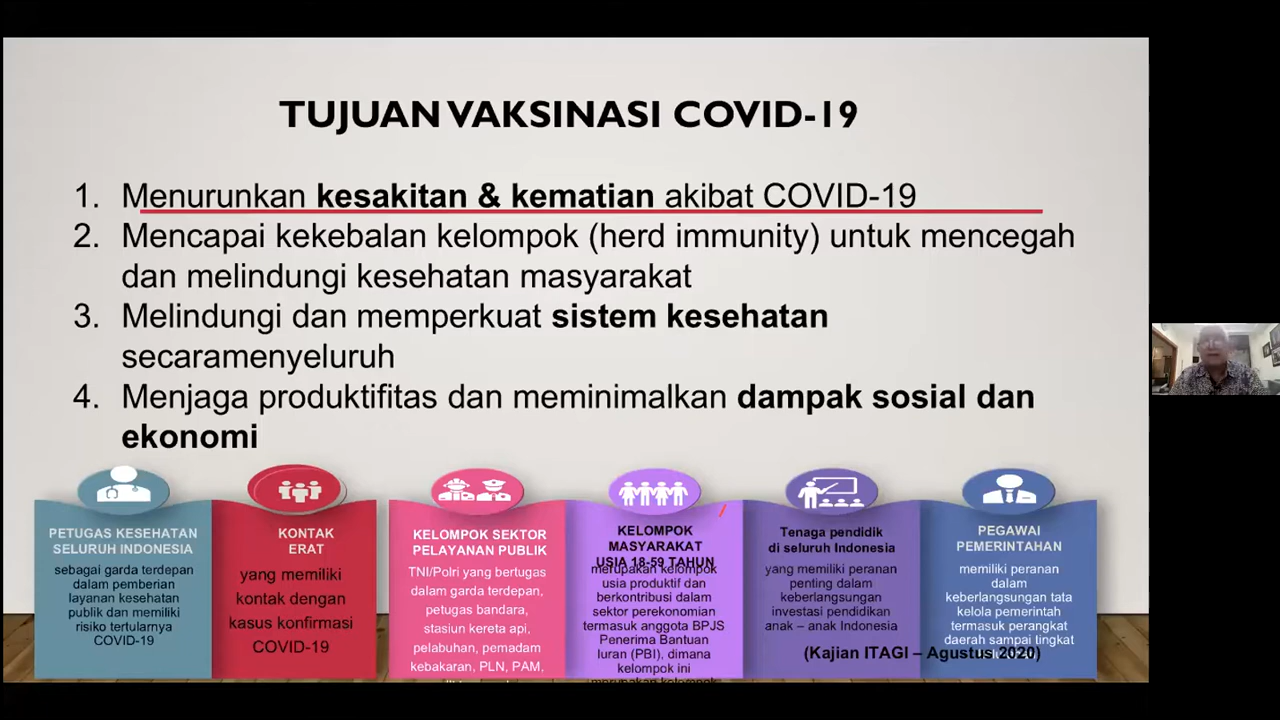 TUJUAN VAKSINASI COVID-19
1. Menurunkan kesakitan & kematian akibat COVID-19
2. Mencapai kekebalan kelompok (herd immunity) untuk mencegah
dan melindungi kesehatan masyarakat
3. Melindungi dan memperkuat sistem kesehatan
secaramenyeluruh
4. Menjaga produktifitas dan meminimalkan dampak sosial dan
ekonomi
PETUGAS KESEHATAN
SELURUH INDONESIA
sebagai garda terdepan
dalam pemberian
layanan kesehatan
publik dan memiliki
risiko tertularnya
COVID-19
KONTAK
ERAT
yang memiliki
kontak dengan
kasus konfirmasi
COVID-19
KELOMPOK SEKTOR
PELAYANAN PUBLIK
TNI/Polri yang bertugas
dalam garda terdepan,
petugas bandara,
stasiun kereta api,
pelabuhan, pemadam
kebakaran, PLN, PAM,
KELOMPOK
MASYARAKAT
USIA 18-59 TAHUN
merupakan kelompok
usia produktif dan
berkontribusi dalam
sektor perekonomian
termasuk anggota BPJS
Penerima Bantuan
Iuran (PBI), dimana
kelompok ini
merupakan kelompok
Tenaga pendidik
di seluruh Indonesia
yang memiliki peranan
penting dalam
keberlangsungan
investasi pendidikan
anak – anak Indonesia
PEGAWAI
PEMERINTAHAN
memiliki peranan
dalam
keberlangsungan tata
kelola pemerintah
termasuk perangkat
daerah sampai tingkat
(Kajian ITAGI – Agustus 2020)